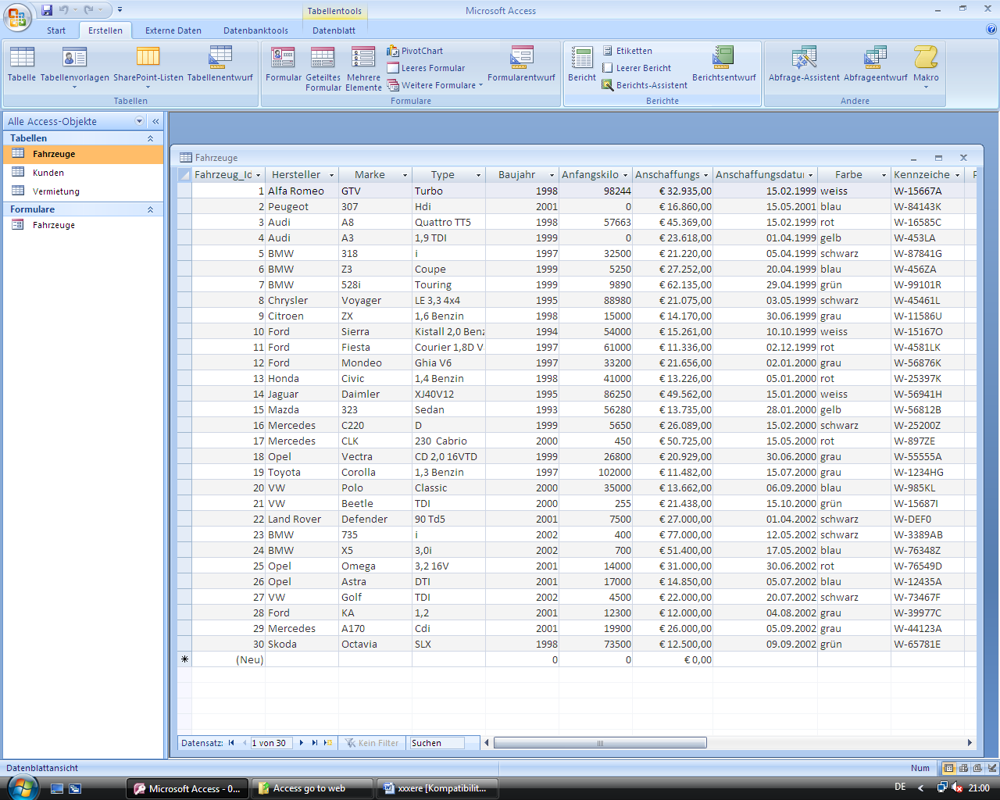 Tabellentools
Microsoft Access
Start Erstellen Externe Daten Datenbanktools Datenblatt
Tabelle Tabellenvorlagen SharePoint-Listen Tabellenentwurf
Tabellen
Formular Geteiltes Formular Mehrere Elemente PivotChart Leeres Formular Weitere Formulare Formularentwurf
Formulare
Bericht Etiketten Leerer Bericht Berichts-Assistent Berichtsentwurf
Berichte
Abfrage-Assistent Abfrageentwurf Makro
Andere
Alle Access-Objekte
Tabellen
Fahrzeuge
Kunden
Vermietung
Formulare
Fahrzeuge
Fahrzeuge
Fahrzeug_Id Hersteller Marke Type Baujahr Anfangskilo Anschaffungs Anschaffungsdatur Farbe Kennzeiche
1 Alfa Romeo GTV Turbo 1998 98244 € 32.935,00 15.02.1999 weiss W-15667A
2 Peugeot 307 Hdi 2001 0 € 16.860,00 15.05.2001 blau W-84143K
3 Audi A8 Quattro TT5 1998 57663 € 45.369,00 15.02.1999 rot W-16585C
4 Audi A3 1,9 TDI 1999 0 € 23.618,00 01.04.1999 gelb W-453LA
5 BMW 318 i 1997 32500 € 21.220,00 05.04.1999 schwarz W-87841G
6 BMW Z3 Coupe 1999 5250 € 27.252,00 20.04.1999 blau W-456ZA
7 BMW 528i Touring 1999 9890 € 62.135,00 29.04.1999 grün W-99101R
8 Chrysler Voyager LE 3,3 4x4 1995 88980 € 21.075,00 03.05.1999 schwarz W-45461L
9 Citroen ZX 1,6 Benzin 1998 15000 € 14.170,00 30.06.1999 grau W-11586U
10 Ford Sierra Kistall 2,0 Benz 1994 54000 € 15.261,00 10.10.1999 weiss W-15167O
11 Ford Fiesta Courier 1,8D V 1997 61000 € 11.336,00 02.12.1999 rot W-4581LK
12 Ford Mondeo Ghia V6 1997 33200 € 21.656,00 02.01.2000 grau W-56876K
13 Honda Civic 1,4 Benzin 1998 41000 € 13.226,00 05.01.2000 rot W-25397K
14 Jaguar Daimler XJ40V12 1995 86250 € 49.562,00 15.01.2000 weiss W-56941H
15 Mazda 323 Sedan 1993 56280 € 13.735,00 28.01.2000 gelb W-56812B
16 Mercedes C220 D 1999 5650 € 26.089,00 15.02.2000 schwarz W-25200Z
17 Mercedes CLK 230 Cabrio 2000 450 € 50.725,00 15.05.2000 rot W-897ZE
18 Opel Vectra CD 2,0 16VTD 1999 26800 € 20.929,00 30.06.2000 grau W-55555A
19 Toyota Corolla 1,3 Benzin 1997 102000 € 11.482,00 15.07.2000 grau W-1234HG
20 VW Polo Classic 2000 35000 € 13.662,00 06.09.2000 blau W-985KL
21 VW Beetle TDI 2000 255 € 21.438,00 15.10.2000 grün W-15687I
22 Land Rover Defender 90 Td5 2001 7500 € 27.000,00 01.04.2002 schwarz W-DEF0
23 BMW 735 i 2002 400 € 77.000,00 12.05.2002 schwarz W-3389AB
24 BMW X5 3,0i 2002 700 € 51.400,00 17.05.2002 blau W-76348Z
25 Opel Omega 3,2 16V 2001 14000 € 31.000,00 30.06.2002 rot W-76549D
26 Opel Astra DTI 2001 17000 € 14.850,00 05.07.2002 blau W-12435A
27 VW Golf TDI 2002 4500 € 22.000,00 20.07.2002 schwarz W-73467F
28 Ford KA 1,2 2001 12300 € 12.000,00 04.08.2002 grau W-39977C
29 Mercedes A170 Cdi 2001 19900 € 26.000,00 05.09.2002 grau W-44123A
30 Skoda Octavia SLX 1998 73500 € 12.500,00 09.09.2002 grün W-65781E
(Neu) 0 0 € 0,00
Datensatz: 1 von 30 Kein Filter Suchen
Datenblattansicht Num
Microsoft Access - 0... Access go to web xxxere [Kompatibilit... DE 21:00